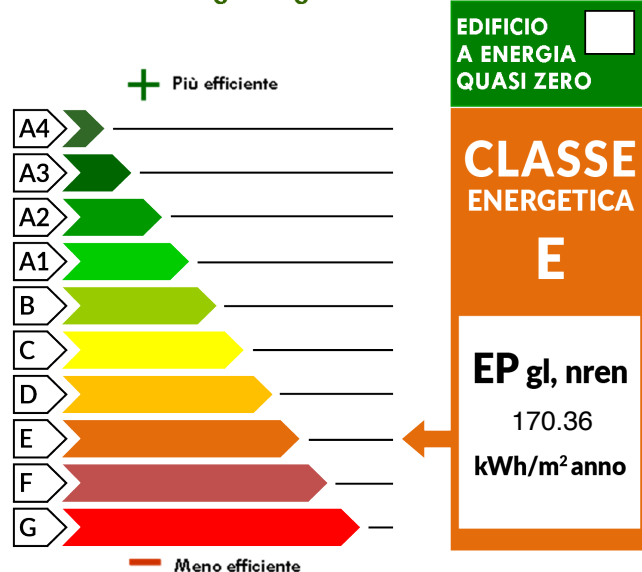 EDIFICIO
A ENERGIA
QUASI ZERO
Più efficiente
A4
A3
A2
A1
B
C
D
E
F
G
Meno efficiente
CLASSE
ENERGETICA
E
EP gl, nren
170.36
kWh/m² anno